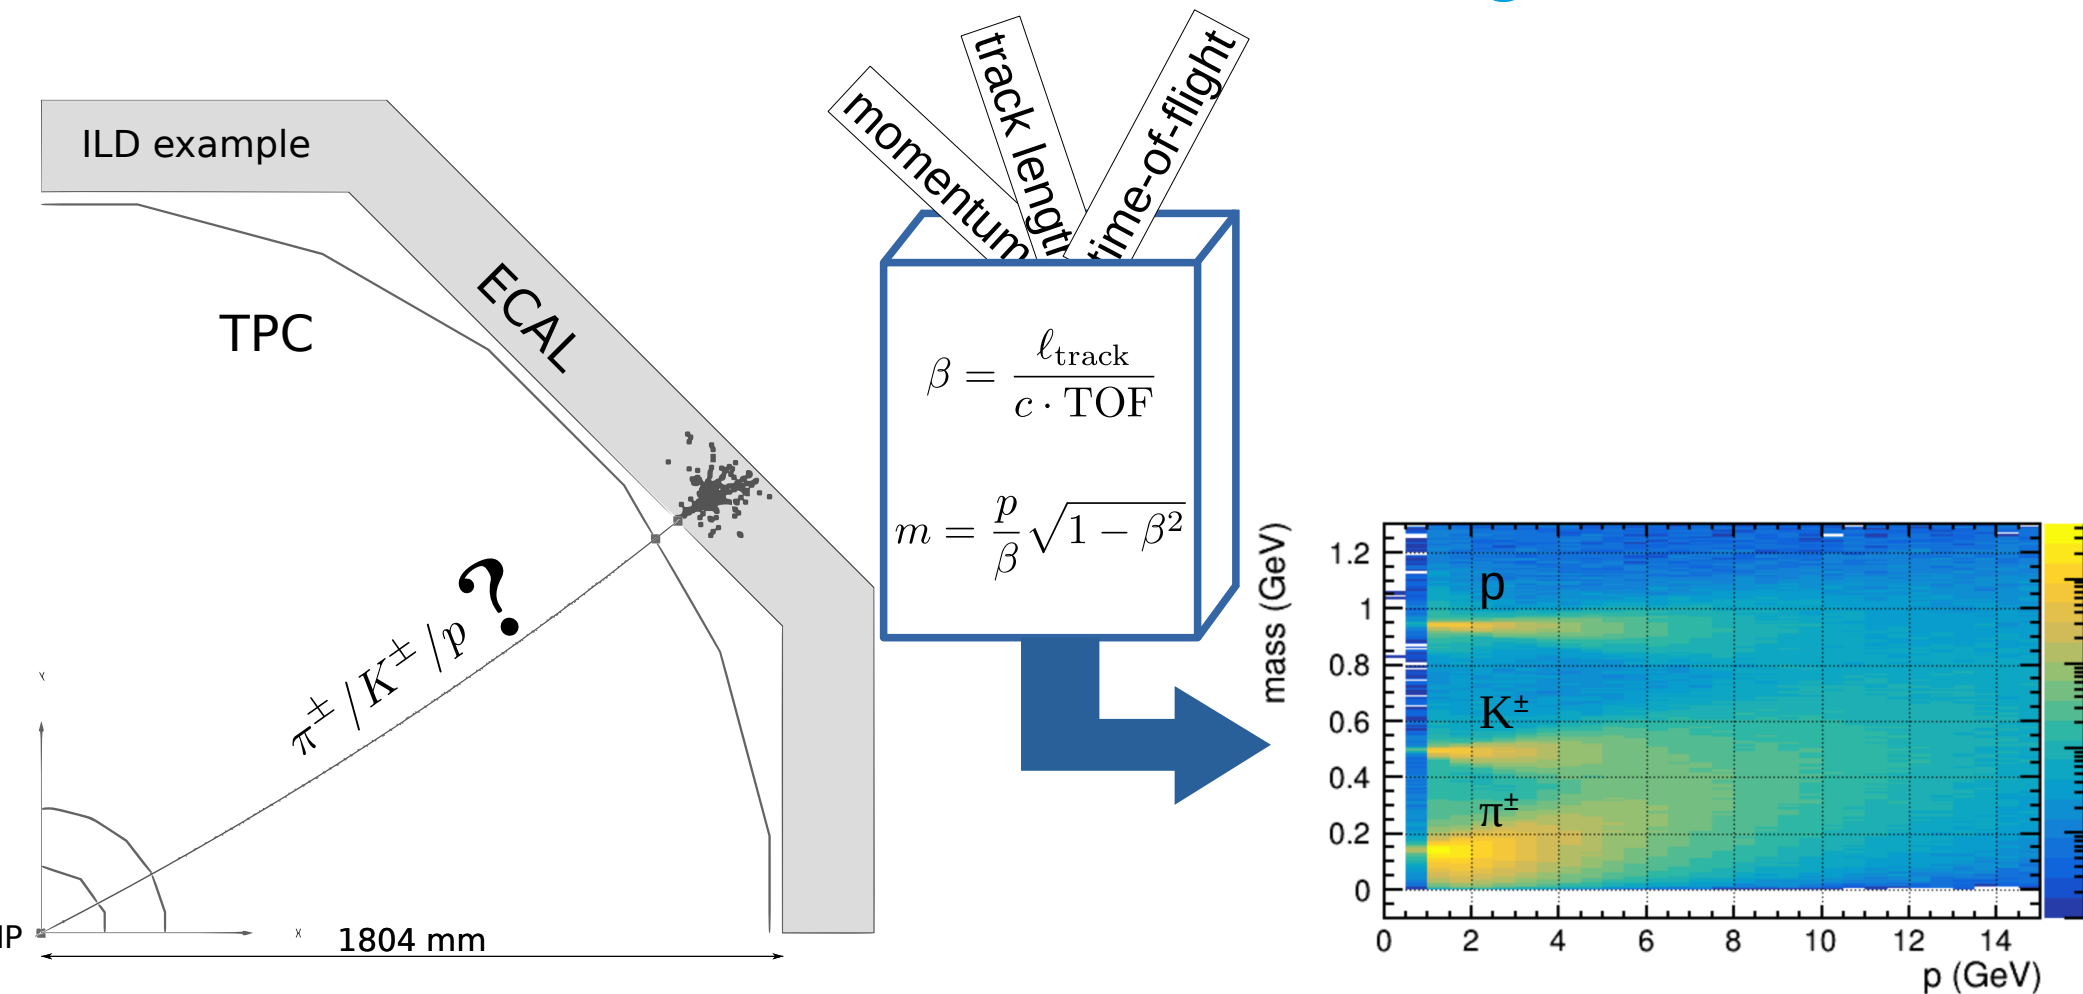 ILD example
TPC
ECAL
π± / K± / p ?
Y
X
IP
1804 mm
momentum
track length
time-of-flight
β = ℓtrack / c · TOF
m = p/β √1 − β²
mass (GeV)
1.2
1
0.8
0.6
0.4
0.2
0
p
K±
π±
0 2 4 6 8 10 12 14
p (GeV)